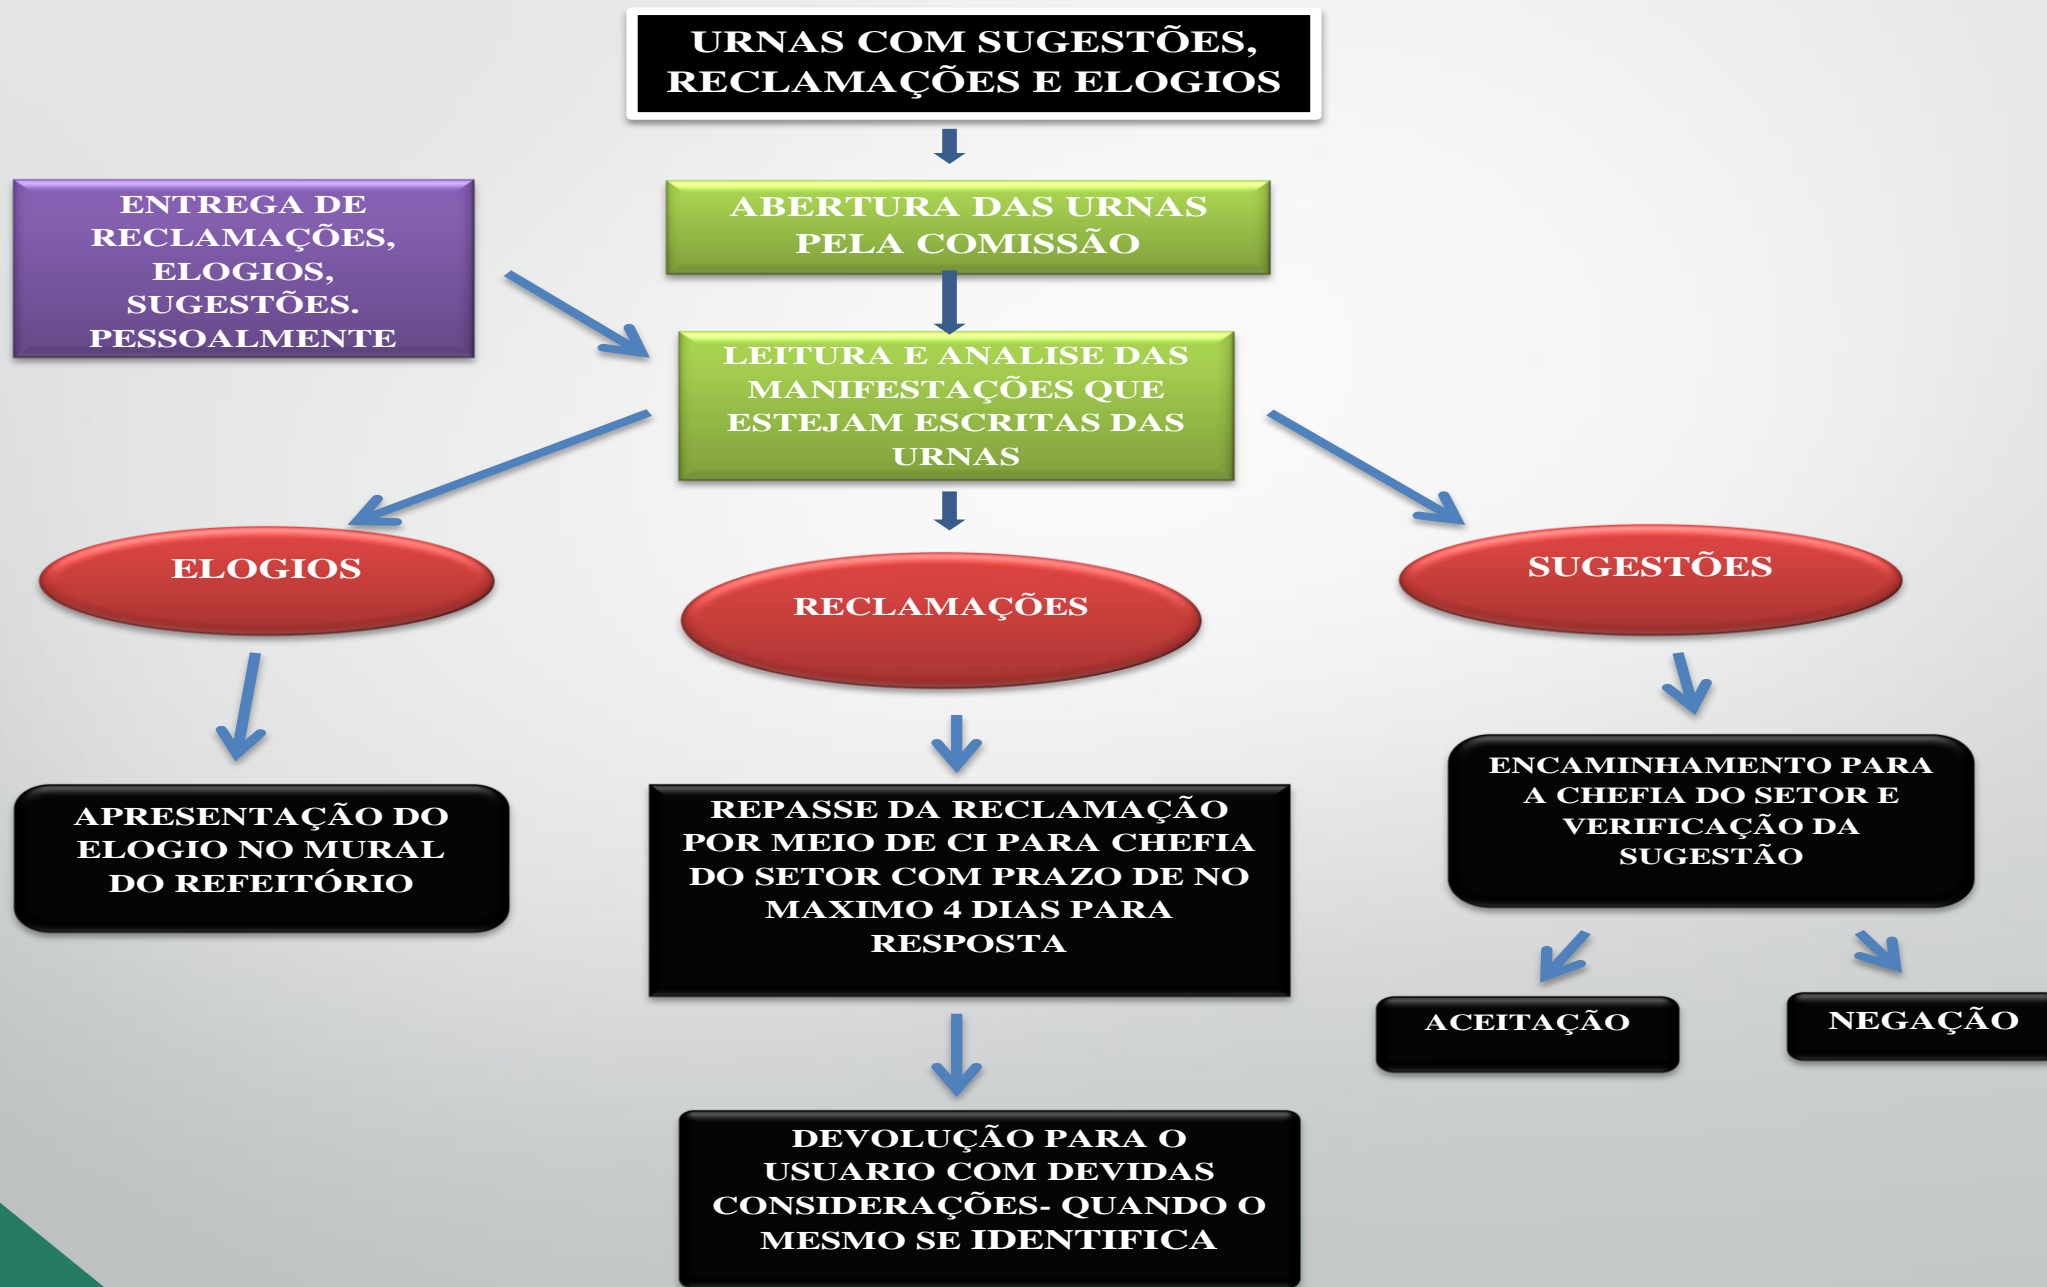 URNAS COM SUGESTÕES,
RECLAMAÇÕES E ELOGIOS
ENTREGA DE
RECLAMAÇÕES,
ELOGIOS,
SUGESTÕES.
PESSOALMENTE
ABERTURA DAS URNAS
PELA COMISSÃO
LEITURA E ANALISE DAS
MANIFESTAÇÕES QUE
ESTEJAM ESCRITAS DAS
URNAS
ELOGIOS
RECLAMAÇÕES
SUGESTÕES
APRESENTAÇÃO DO
ELOGIO NO MURAL
DO REFEITÓRIO
REPASSE DA RECLAMAÇÃO
POR MEIO DE CI PARA CHEFIA
DO SETOR COM PRAZO DE NO
MAXIMO 4 DIAS PARA
RESPOSTA
ENCAMINHAMENTO PARA
A CHEFIA DO SETOR E
VERIFICAÇÃO DA
SUGESTÃO
ACEITAÇÃO
NEGAÇÃO
DEVOLUÇÃO PARA O
USUARIO COM DEVIDAS
CONSIDERAÇÕES- QUANDO O
MESMO SE IDENTIFICA